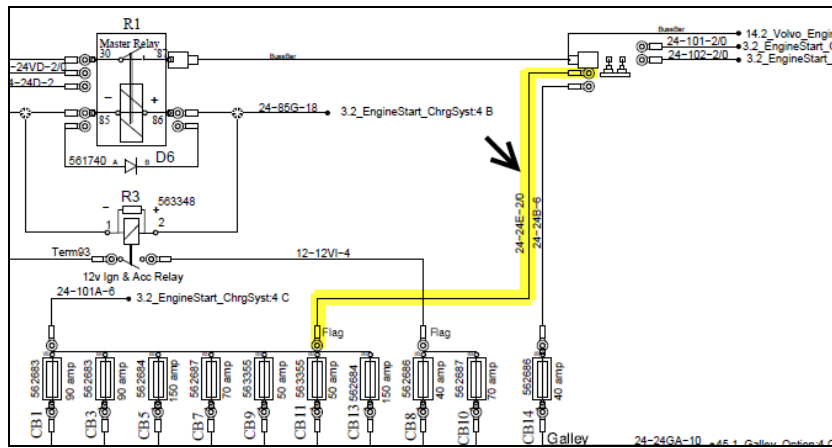 R1
Master Relay
30
87
BussBar
BussBar
14.2_Volvo_Engin
24-101-2/0
3.2_EngineStart_C
24-102-2/0
3.2_EngineStart_
-24VD-2/0
4-24D-2
85
-
+
86
24-85G-18
3.2_EngineStart_ChrgSyst:4 B
561740
A
B
D6
R3
-
+
563348
1
2
24-24E-2/0
24-24B-6
Term93
12-12VI-4
12v Ign & Acc Relay
24-101A-6
3.2_EngineStart_ChrgSyst:4 C
Flag
Flag
562683
90 amp
562683
90 amp
562684
150 amp
562687
70 amp
563355
50 amp
563355
50 amp
562684
150 amp
562686
40 amp
562687
70 amp
562686
40 amp
CB1
CB3
CB5
CB7
CB9
CB11
CB13
CB8
CB10
CB14
Galley
24-24GA-10
45.1_Galley_Option:4 C